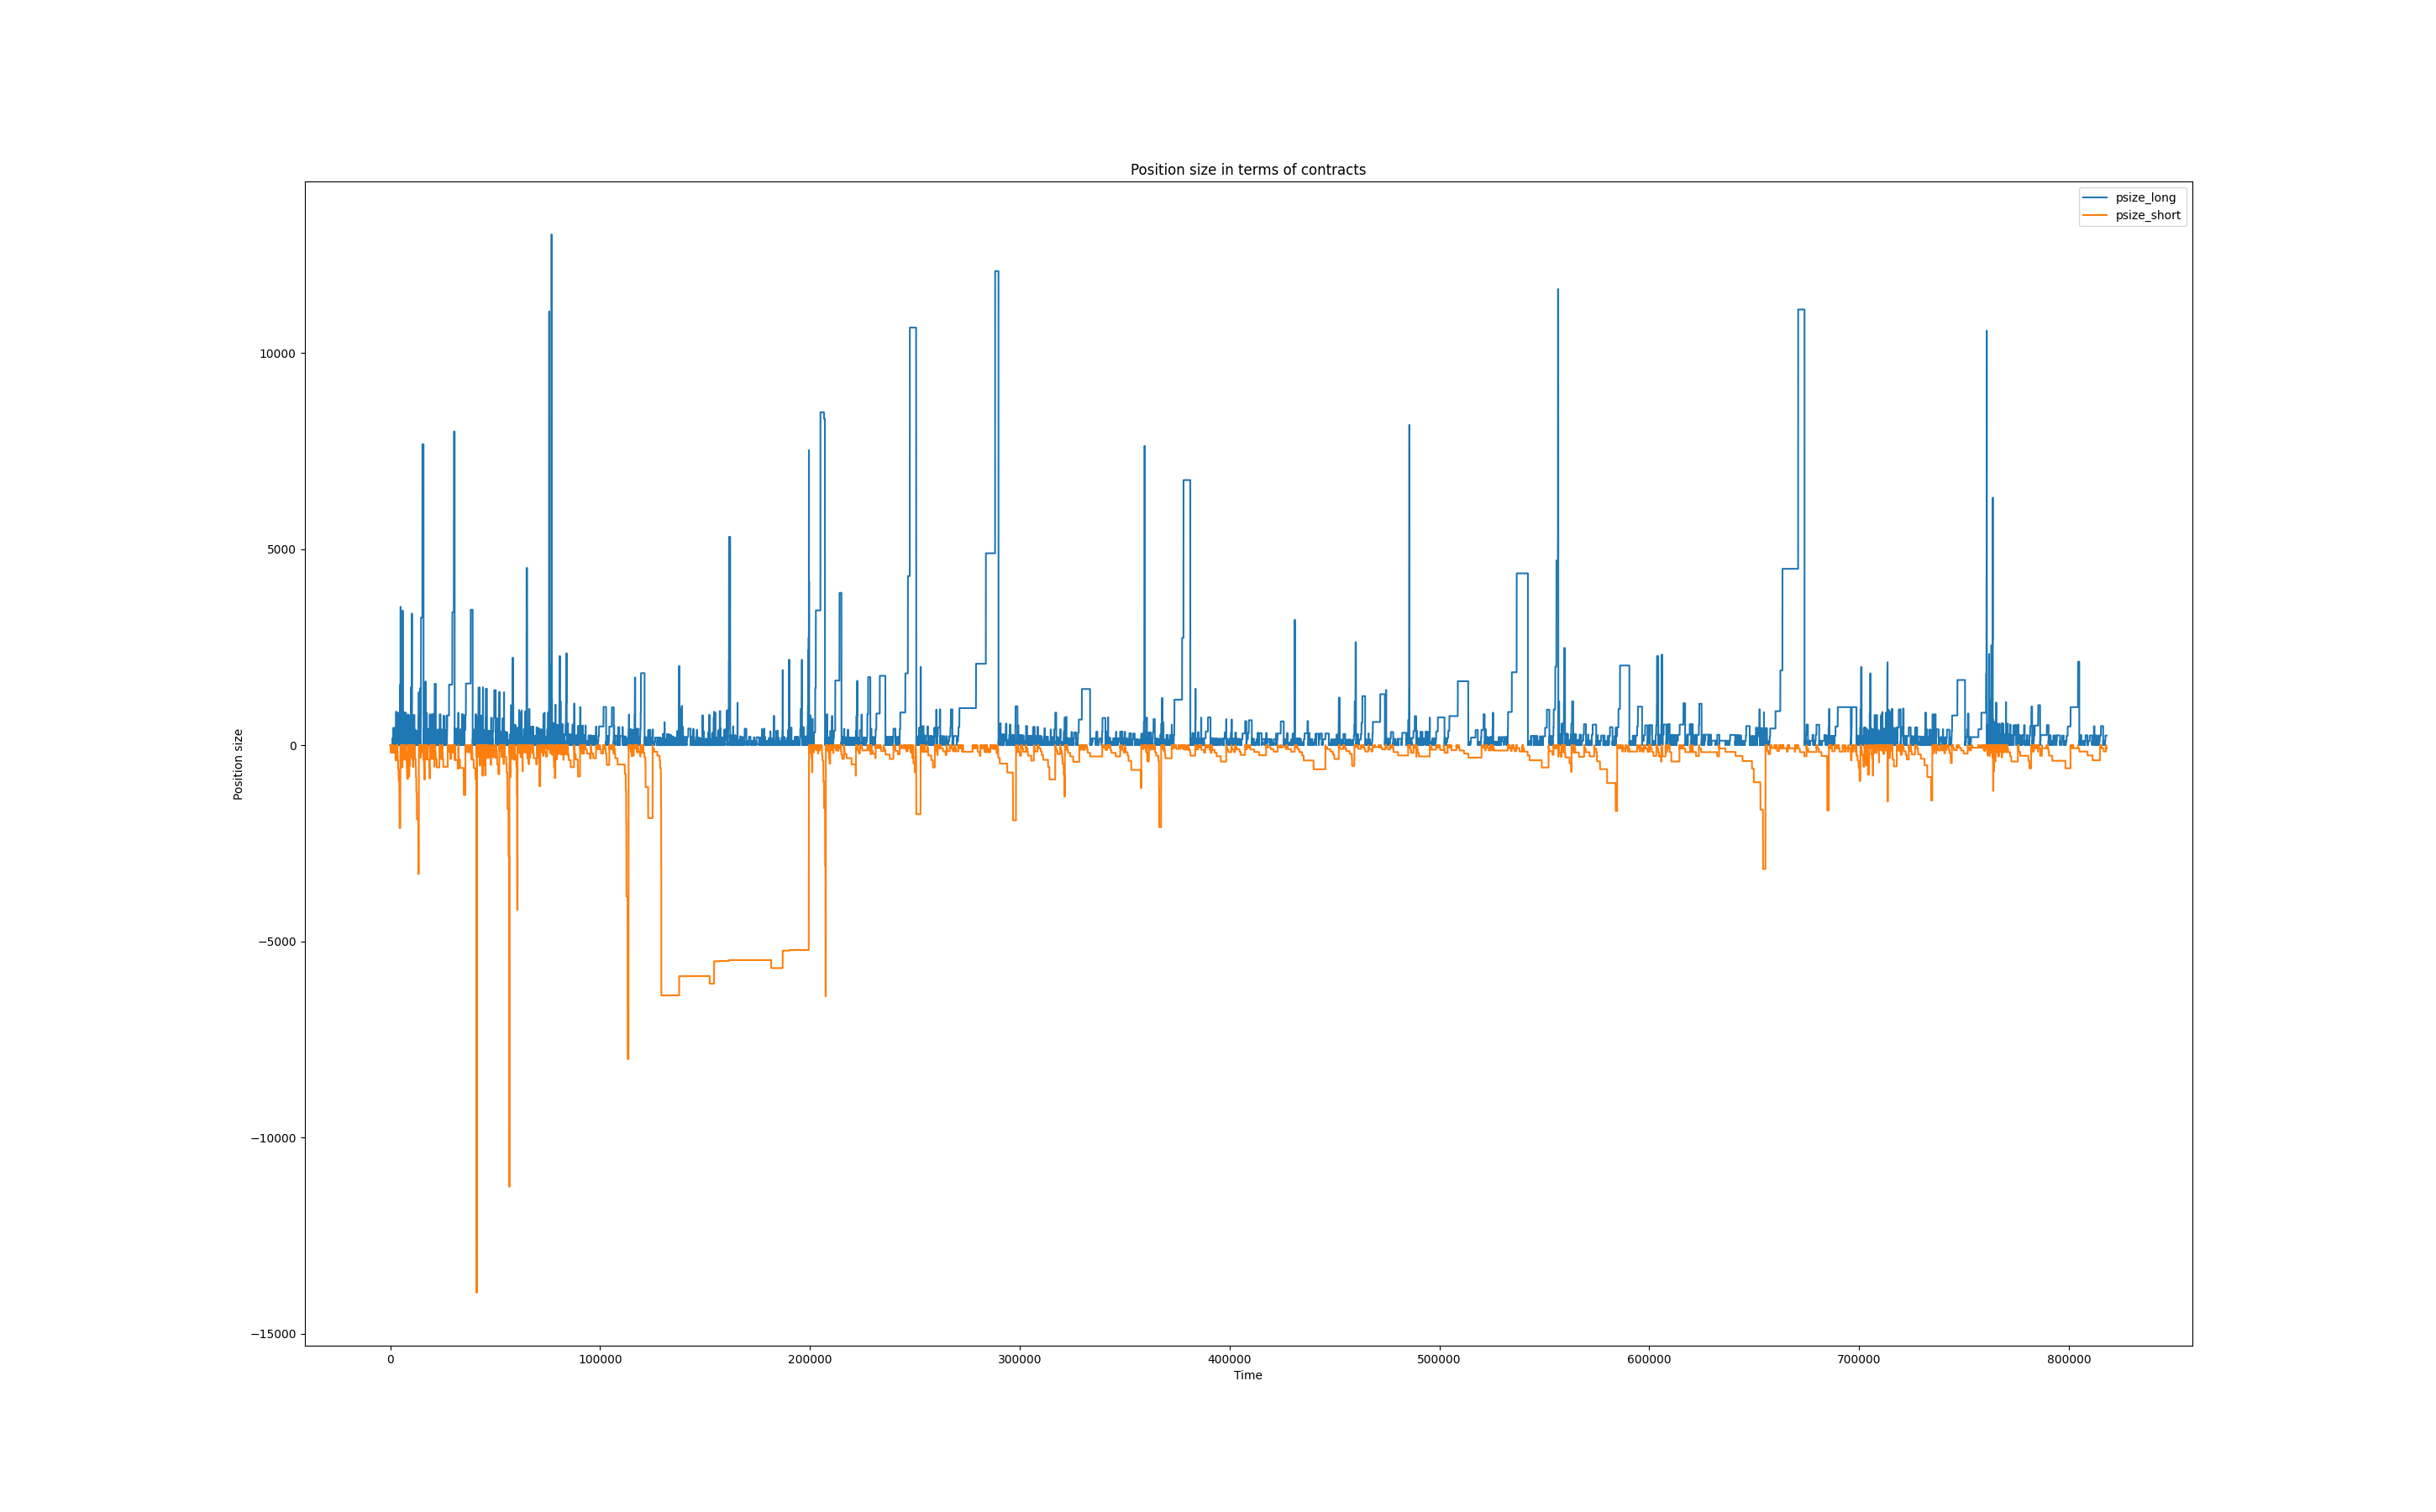 Position size in terms of contracts
psize_long
psize_short
Position size
10000
5000
0
−5000
−10000
−15000
0 100000 200000 300000 400000 500000 600000 700000 800000
Time